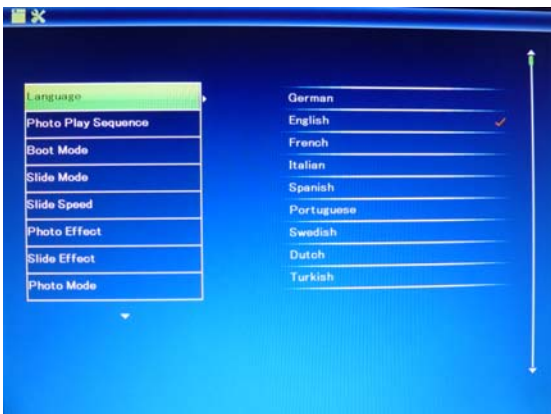 Language
Photo Play Sequence
Boot Mode
Slide Mode
Slide Speed
Photo Effect
Slide Effect
Photo Mode
German
English
French
Italian
Spanish
Portuguese
Swedish
Dutch
Turkish